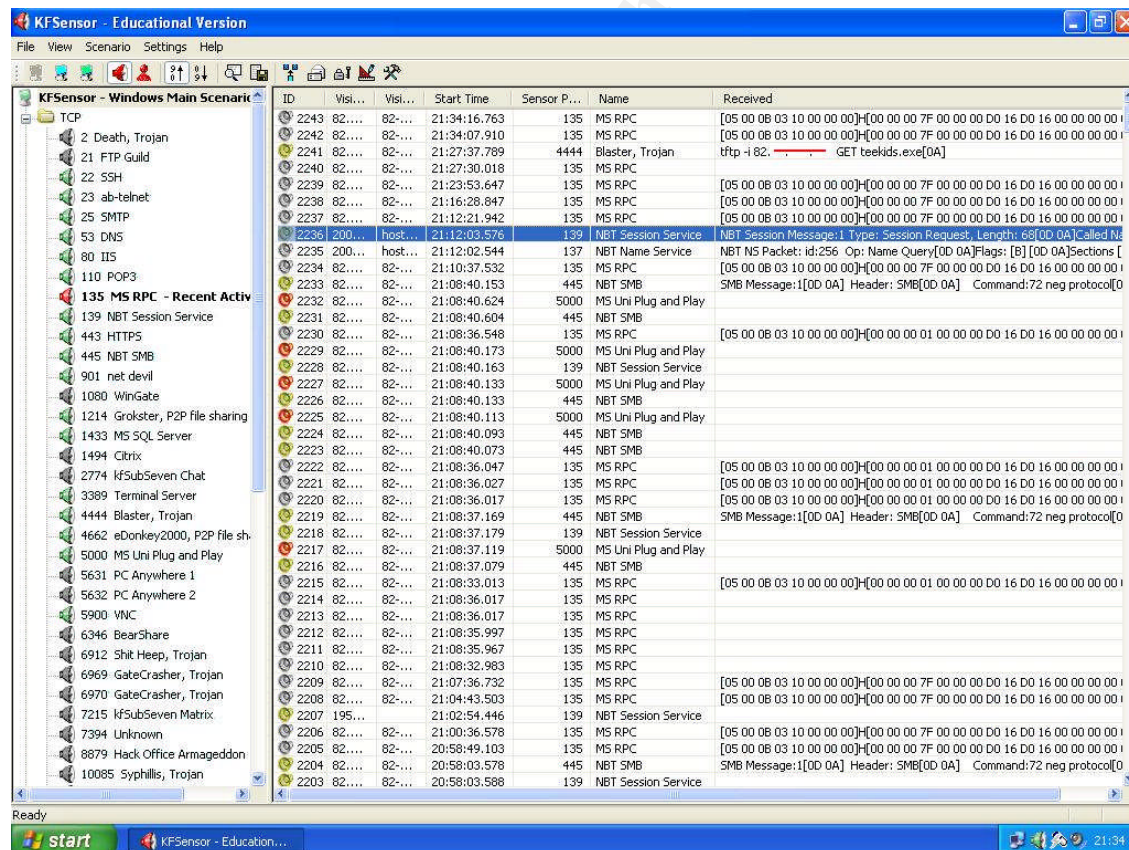 KFSensor - Educational Version
File View Scenario Settings Help
KFSensor - Windows Main Scenario
TCP
2 Death, Trojan
21 FTP Guild
22 SSH
23 ab-telnet
25 SMTP
53 DNS
80 IIS
110 POP3
135 MS RPC - Recent Activ
139 NBT Session Service
443 HTTPS
445 NBT SMB
901 net devil
1080 WinGate
1214 Grokster, P2P file sharing
1433 MS SQL Server
1494 Citrix
2774 kfSubSeven Chat
3389 Terminal Server
4444 Blaster, Trojan
4662 eDonkey2000, P2P file sh
5000 MS Uni Plug and Play
5631 PC Anywhere 1
5632 PC Anywhere 2
5900 VNC
6346 BearShare
6912 Shit Heep, Trojan
6969 GateCrasher, Trojan
6970 GateCrasher, Trojan
7215 kfSubSeven Matrix
7394 Unknown
8879 Hack Office Armageddon
10085 Syphillis, Trojan
ID Visi... Visi... Start Time Sensor P... Name Received
2243 82.... 82-... 21:34:16.763 135 MS RPC [05 00 0B 03 10 00 00 00]H[00 00 00 7F 00 00 00 D0 16 D0 16 00 00 00 00
2242 82.... 82-... 21:34:07.910 135 MS RPC [05 00 0B 03 10 00 00 00]H[00 00 00 7F 00 00 00 D0 16 D0 16 00 00 00 00
2241 82.... 82-... 21:27:37.789 4444 Blaster, Trojan tftp -i 82. . . GET teekids.exe[0A]
2240 82.... 82-... 21:27:30.018 135 MS RPC
2239 82.... 82-... 21:23:53.647 135 MS RPC [05 00 0B 03 10 00 00 00]H[00 00 00 7F 00 00 00 D0 16 D0 16 00 00 00 00
2238 82.... 82-... 21:16:28.847 135 MS RPC [05 00 0B 03 10 00 00 00]H[00 00 00 7F 00 00 00 D0 16 D0 16 00 00 00 00
2237 82.... 82-... 21:12:21.942 135 MS RPC [05 00 0B 03 10 00 00 00]H[00 00 00 7F 00 00 00 D0 16 D0 16 00 00 00 00
2236 200... host... 21:12:03.576 139 NBT Session Service NBT Session Message:1 Type: Session Request, Length: 68[0D 0A]Called Na
2235 200... host... 21:12:02.544 137 NBT Name Service NBT NS Packet: id:256 Op: Name Query[0D 0A]Flags: [B] [0D 0A]Sections [
2234 82.... 82-... 21:10:37.532 135 MS RPC [05 00 0B 03 10 00 00 00]H[00 00 00 7F 00 00 00 D0 16 D0 16 00 00 00 00
2233 82.... 82-... 21:08:40.153 445 NBT SMB SMB Message:1[0D 0A] Header: SMB[0D 0A] Command:72 neg protocol[0
2232 82.... 82-... 21:08:40.624 5000 MS Uni Plug and Play
2231 82.... 82-... 21:08:40.604 445 NBT SMB
2230 82.... 82-... 21:08:36.548 135 MS RPC [05 00 0B 03 10 00 00 00]H[00 00 00 01 00 00 00 D0 16 D0 16 00 00 00 00
2229 82.... 82-... 21:08:40.173 5000 MS Uni Plug and Play
2228 82.... 82-... 21:08:40.163 139 NBT Session Service
2227 82.... 82-... 21:08:40.133 5000 MS Uni Plug and Play
2226 82.... 82-... 21:08:40.133 445 NBT SMB
2225 82.... 82-... 21:08:40.113 5000 MS Uni Plug and Play
2224 82.... 82-... 21:08:40.093 445 NBT SMB
2223 82.... 82-... 21:08:40.073 445 NBT SMB
2222 82.... 82-... 21:08:36.047 135 MS RPC [05 00 0B 03 10 00 00 00]H[00 00 00 01 00 00 00 D0 16 D0 16 00 00 00 00
2221 82.... 82-... 21:08:36.027 135 MS RPC [05 00 0B 03 10 00 00 00]H[00 00 00 01 00 00 00 D0 16 D0 16 00 00 00 00
2220 82.... 82-... 21:08:36.017 135 MS RPC [05 00 0B 03 10 00 00 00]H[00 00 00 01 00 00 00 D0 16 D0 16 00 00 00 00
2219 82.... 82-... 21:08:37.169 445 NBT SMB SMB Message:1[0D 0A] Header: SMB[0D 0A] Command:72 neg protocol[0
2218 82.... 82-... 21:08:37.179 139 NBT Session Service
2217 82.... 82-... 21:08:37.119 5000 MS Uni Plug and Play
2216 82.... 82-... 21:08:37.079 445 NBT SMB
2215 82.... 82-... 21:08:33.013 135 MS RPC [05 00 0B 03 10 00 00 00]H[00 00 00 01 00 00 00 D0 16 D0 16 00 00 00 00
2214 82.... 82-... 21:08:36.017 135 MS RPC
2213 82.... 82-... 21:08:36.017 135 MS RPC
2212 82.... 82-... 21:08:35.997 135 MS RPC
2211 82.... 82-... 21:08:35.967 135 MS RPC
2210 82.... 82-... 21:08:32.983 135 MS RPC
2209 82.... 82-... 21:07:36.732 135 MS RPC [05 00 0B 03 10 00 00 00]H[00 00 00 7F 00 00 00 D0 16 D0 16 00 00 00 00
2208 82.... 82-... 21:04:43.503 135 MS RPC [05 00 0B 03 10 00 00 00]H[00 00 00 7F 00 00 00 D0 16 D0 16 00 00 00 00
2207 195... 21:02:54.446 139 NBT Session Service
2206 82.... 82-... 21:00:36.578 135 MS RPC [05 00 0B 03 10 00 00 00]H[00 00 00 7F 00 00 00 D0 16 D0 16 00 00 00 00
2205 82.... 82-... 20:58:49.103 135 MS RPC [05 00 0B 03 10 00 00 00]H[00 00 00 7F 00 00 00 D0 16 D0 16 00 00 00 00
2204 82.... 82-... 20:58:03.578 445 NBT SMB SMB Message:1[0D 0A] Header: SMB[0D 0A] Command:72 neg protocol[0
2203 82.... 82-... 20:58:03.588 139 NBT Session Service
Ready
start KFSensor - Education... 21:34